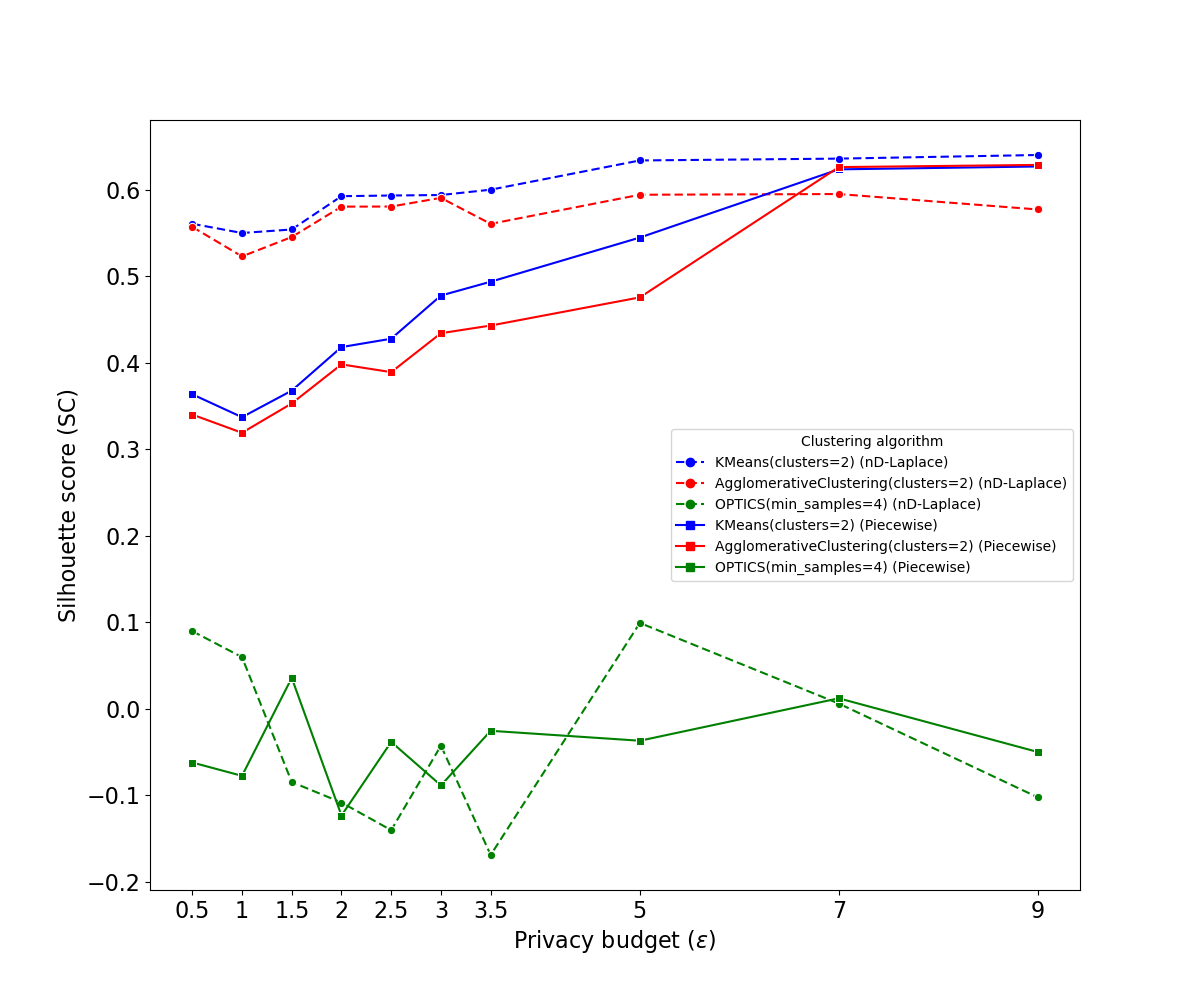 0.6
0.5
0.4
0.3
0.2
0.1
0.0
−0.1
−0.2
Silhouette score (SC)
Clustering algorithm
KMeans(clusters=2) (nD-Laplace)
AgglomerativeClustering(clusters=2) (nD-Laplace)
OPTICS(min_samples=4) (nD-Laplace)
KMeans(clusters=2) (Piecewise)
AgglomerativeClustering(clusters=2) (Piecewise)
OPTICS(min_samples=4) (Piecewise)
0.5 1 1.5 2 2.5 3 3.5 5 7 9
Privacy budget (ε)